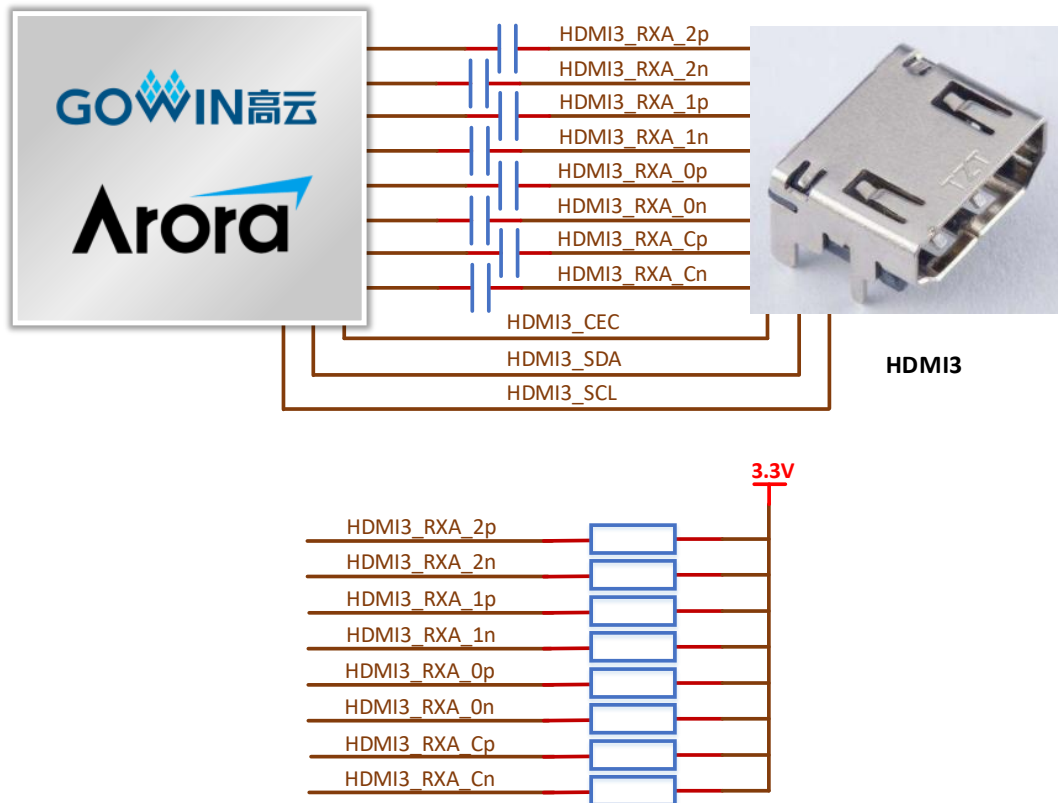 GOWIN高云
Arora
HDMI3_RXA_2p
HDMI3_RXA_2n
HDMI3_RXA_1p
HDMI3_RXA_1n
HDMI3_RXA_0p
HDMI3_RXA_0n
HDMI3_RXA_Cp
HDMI3_RXA_Cn
TZT
HDMI3_CEC
HDMI3_SDA
HDMI3_SCL
HDMI3
3.3V
HDMI3_RXA_2p
HDMI3_RXA_2n
HDMI3_RXA_1p
HDMI3_RXA_1n
HDMI3_RXA_0p
HDMI3_RXA_0n
HDMI3_RXA_Cp
HDMI3_RXA_Cn